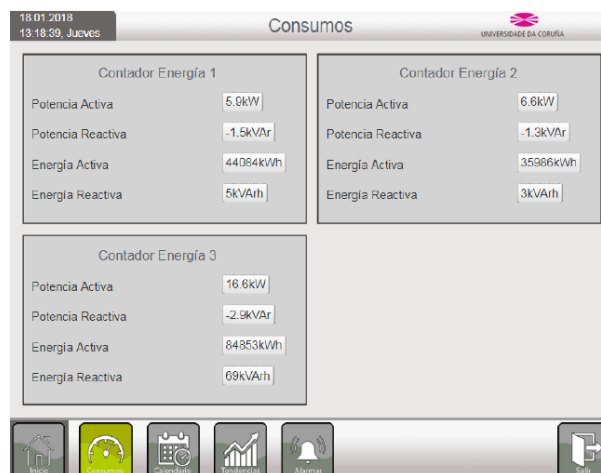 18.01.2018
13:18:39, Jueves
Consumos
UNIVERSIDADE DA CORUÑA
Contador Energía 1
Potencia Activa 5.9kW
Potencia Reactiva -1.5kVAr
Energía Activa 44084kWh
Energía Reactiva 5kVArh
Contador Energía 2
Potencia Activa 6.6kW
Potencia Reactiva -1.3kVAr
Energía Activa 35986kWh
Energía Reactiva 3kVArh
Contador Energía 3
Potencia Activa 16.6kW
Potencia Reactiva -2.9kVAr
Energía Activa 84853kWh
Energía Reactiva 69kVArh
Inicio Consumos Calendario Tendencias Alarmas Salir